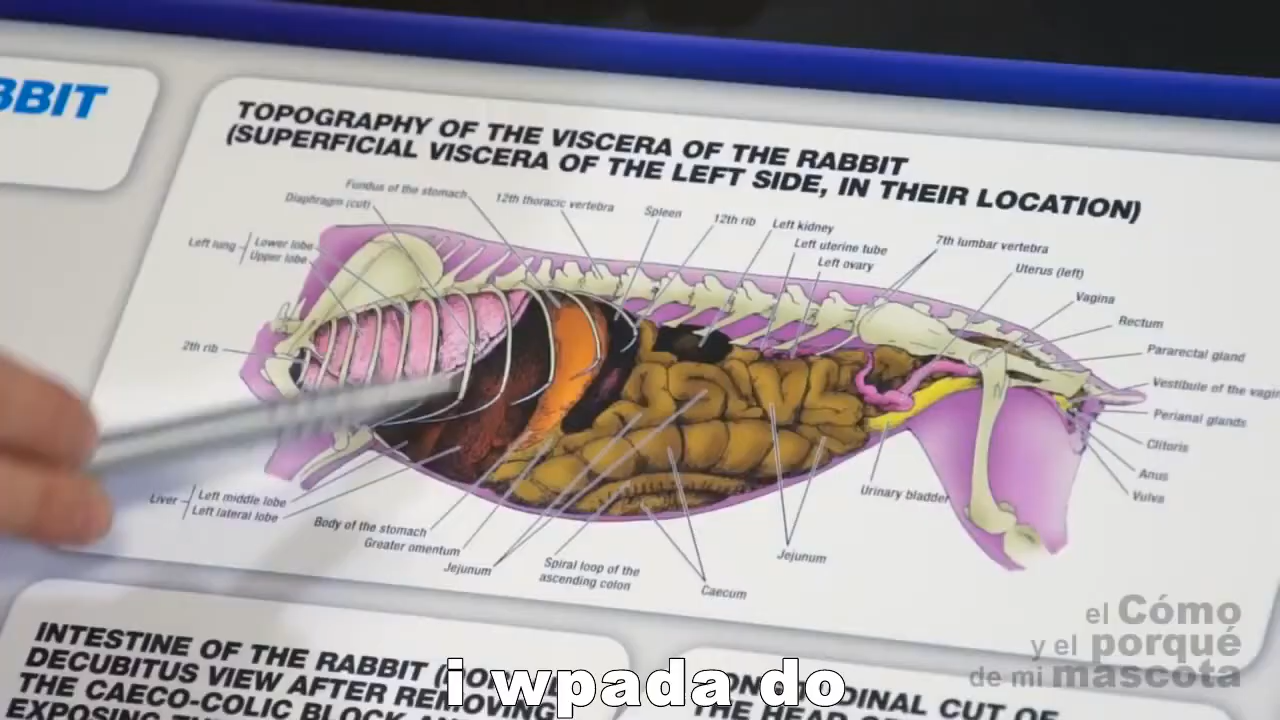 BBIT
TOPOGRAPHY OF THE VISCERA OF THE RABBIT
(SUPERFICIAL VISCERA OF THE LEFT SIDE, IN THEIR LOCATION)
Fundus of the stomach
12th thoracic vertebra
Spleen
12th rib
Left kidney
Diaphragm (cut)
Left uterine tube
Left ovary
7th lumbar vertebra
Uterus (left)
Left lung
Lower lobe
Upper lobe
Vagina
Rectum
2th rib
Pararectal gland
Vestibule of the vagin
Perianal glands
Clitoris
Anus
Vulva
Urinary bladder
Liver
Left middle lobe
Left lateral lobe
Body of the stomach
Greater omentum
Jejunum
Spiral loop of the
ascending colon
Caecum
Jejunum
el Cómo
y el porqué
de mi mascota
INTESTINE OF THE RABBIT
DECUBITUS VIEW AFTER REMOVING
THE CAECO-COLIC BLOCK
EXPOSING
DINAL CUT OF
THE HEAD OF
i wpada do